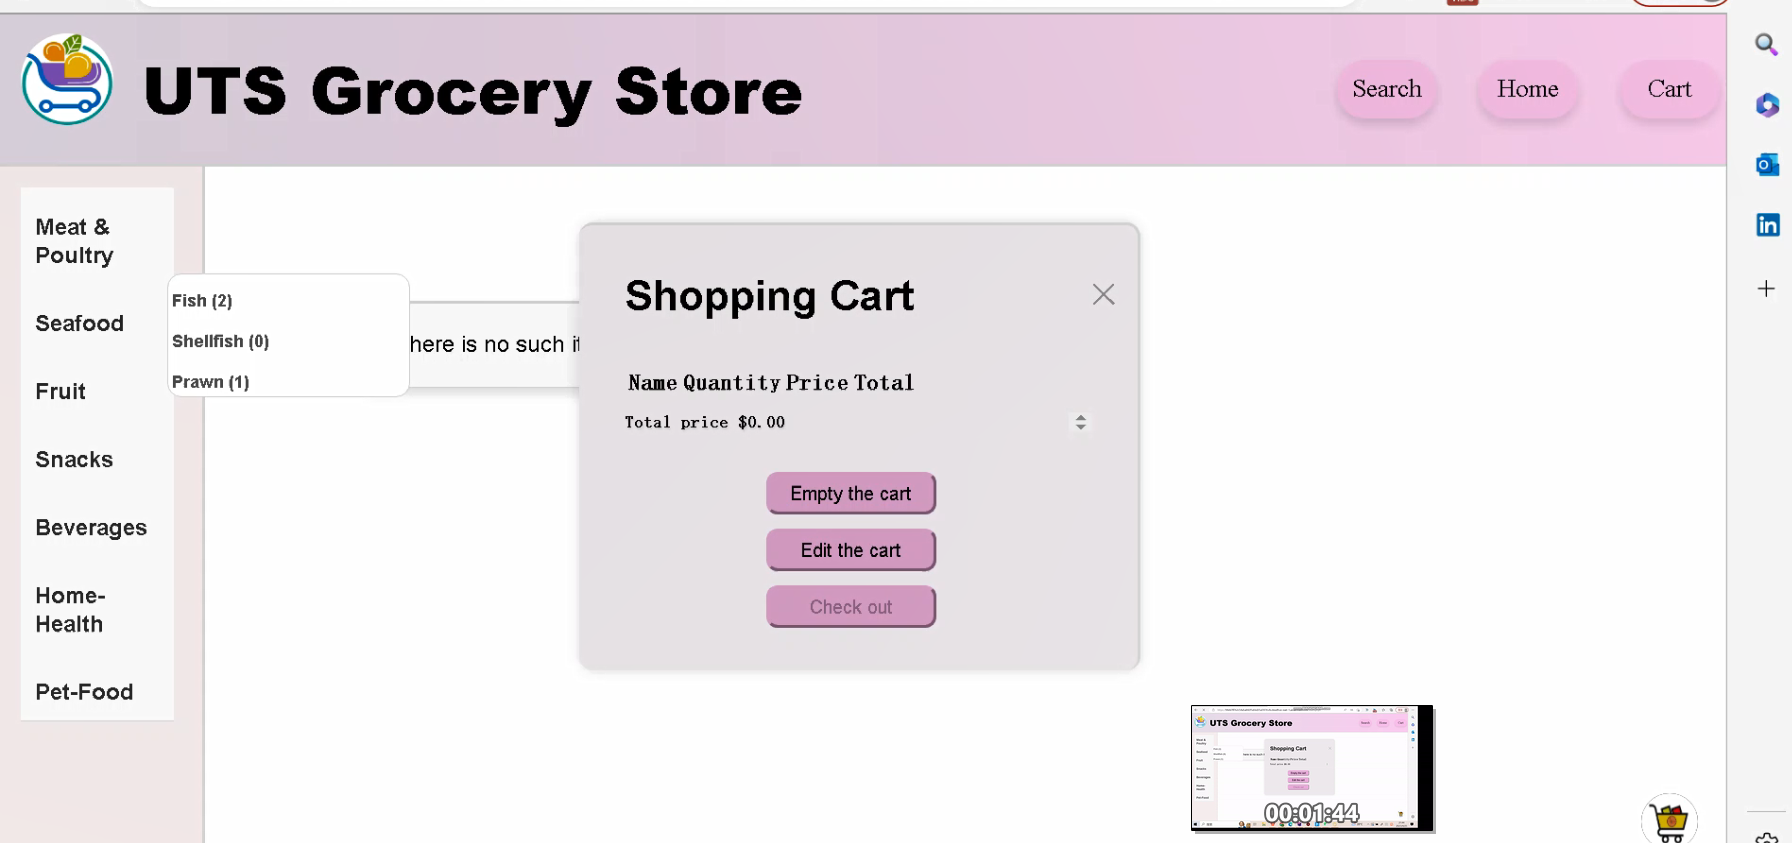 UTS Grocery Store
Search
Home
Cart
Meat &
Poultry
Seafood
Fruit
Snacks
Beverages
Home-
Health
Pet-Food
Fish (2)
Shellfish (0)
Prawn (1)
here is no such it
Shopping Cart
Name Quantity Price Total
Total price $0.00
Empty the cart
Edit the cart
Check out
UTS Grocery Store
Shopping Cart
00:01:44